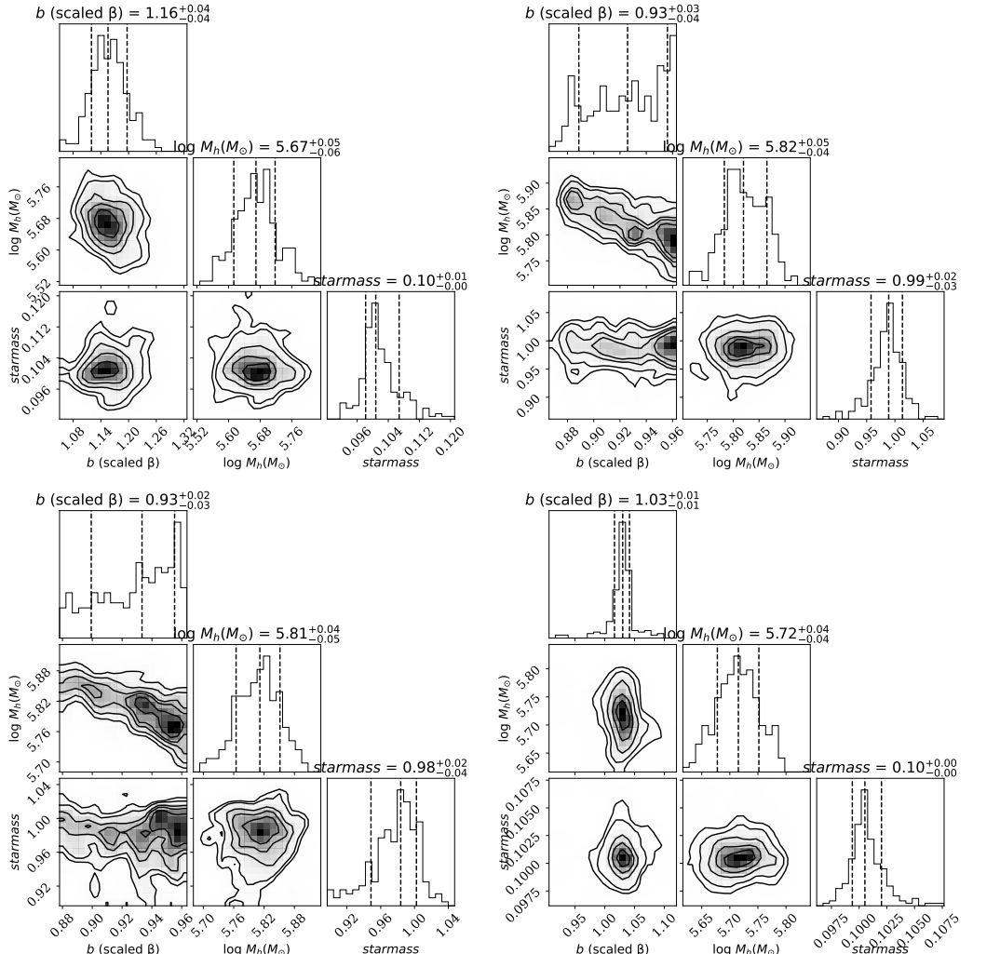 b (scaled β) = 1.16+0.04 −0.04
log Mh(M⊙) = 5.67+0.05 −0.06
5.76
5.68
5.60
5.52
log Mh(M⊙)
starmass = 0.10+0.01 −0.00
0.120
0.112
0.104
0.096
starmass
1.08 1.14 1.20 1.26 1.32
b (scaled β)
5.52 5.60 5.68 5.76
log Mh(M⊙)
0.096 0.104 0.112 0.120
starmass
b (scaled β) = 0.93+0.03 −0.04
log Mh(M⊙) = 5.82+0.05 −0.04
5.90
5.85
5.80
5.75
log Mh(M⊙)
starmass = 0.99+0.02 −0.03
1.05
1.00
0.95
0.90
starmass
0.88 0.90 0.92 0.94 0.96
b (scaled β)
5.75 5.80 5.85 5.90
log Mh(M⊙)
0.90 0.95 1.00 1.05
starmass
b (scaled β) = 0.93+0.02 −0.03
log Mh(M⊙) = 5.81+0.04 −0.05
5.88
5.82
5.76
5.70
log Mh(M⊙)
starmass = 0.98+0.02 −0.04
1.04
1.00
0.96
0.92
starmass
0.88 0.90 0.92 0.94 0.96
b (scaled β)
5.70 5.76 5.82 5.88
log Mh(M⊙)
0.92 0.96 1.00 1.04
starmass
b (scaled β) = 1.03+0.01 −0.01
log Mh(M⊙) = 5.72+0.04 −0.04
5.80
5.75
5.70
5.65
log Mh(M⊙)
starmass = 0.10+0.00 −0.00
0.1075
0.1050
0.1025
0.1000
0.0975
starmass
0.95 1.00 1.05 1.10
b (scaled β)
5.65 5.70 5.75 5.80
log Mh(M⊙)
0.0975 0.1000 0.1025 0.1050 0.1075
starmass